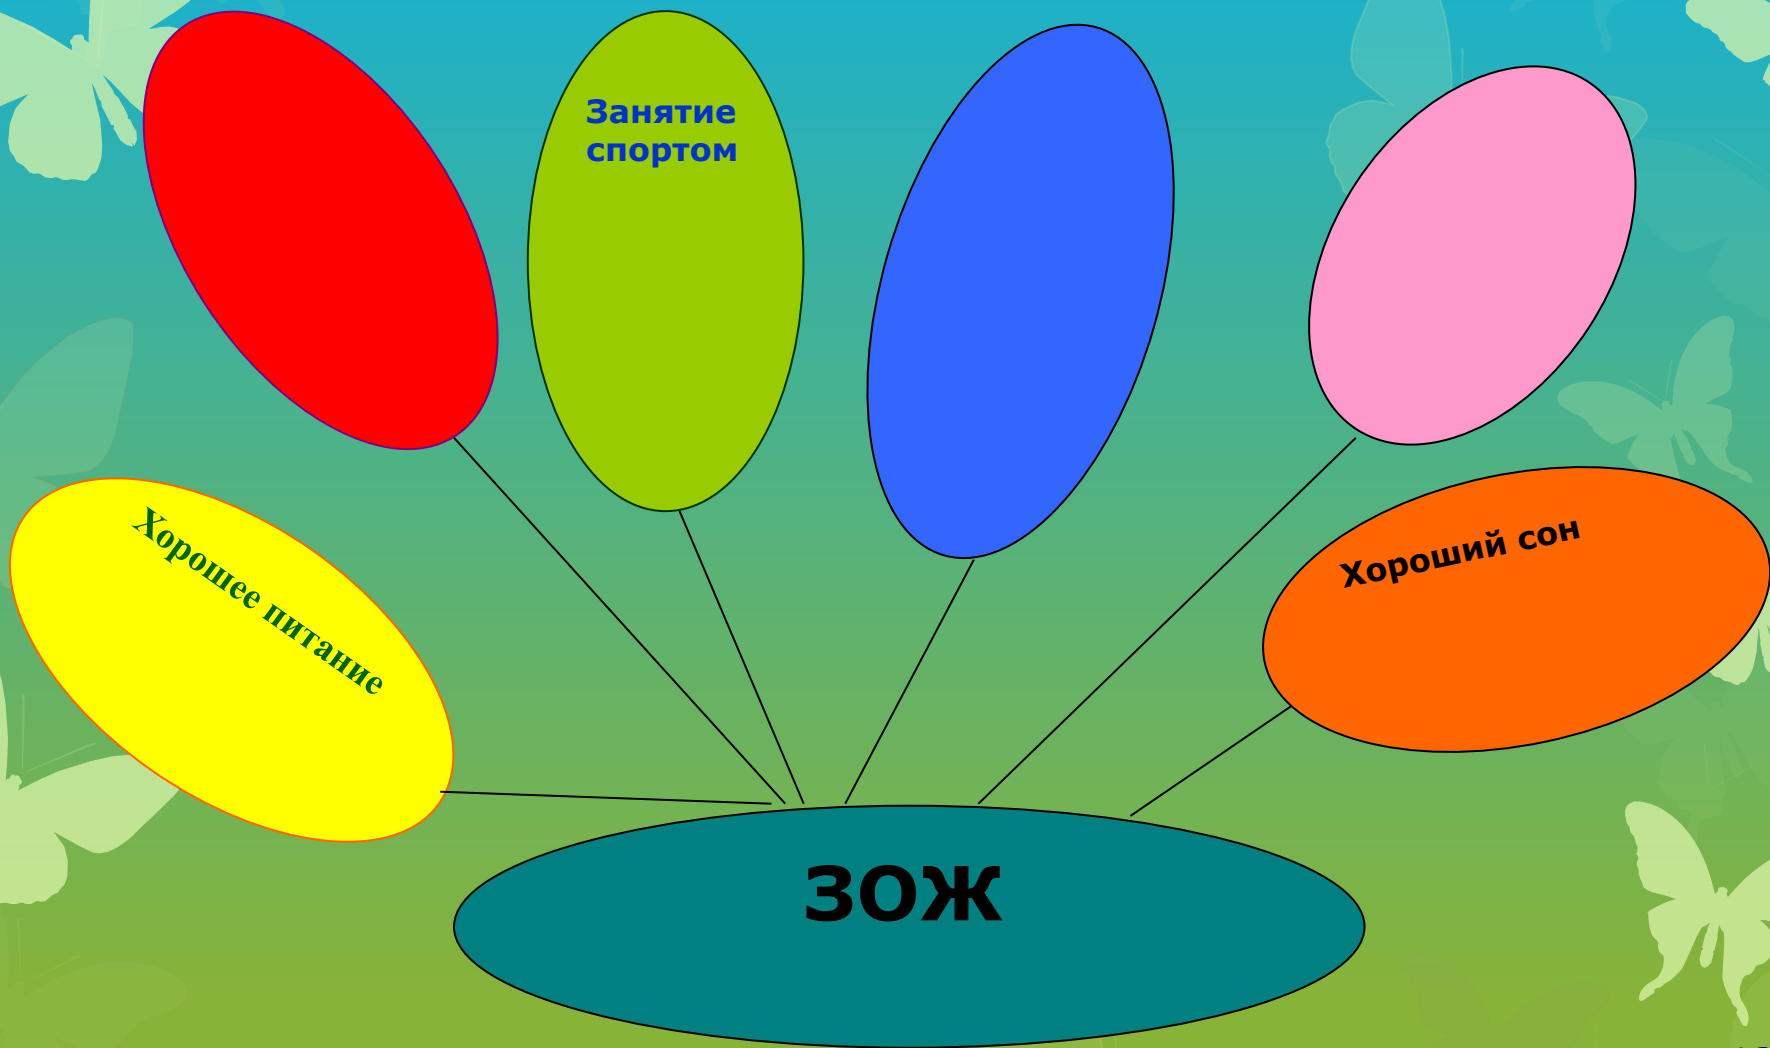 Занятие
спортом
Хорошее питание
Хороший сон
ЗОЖ